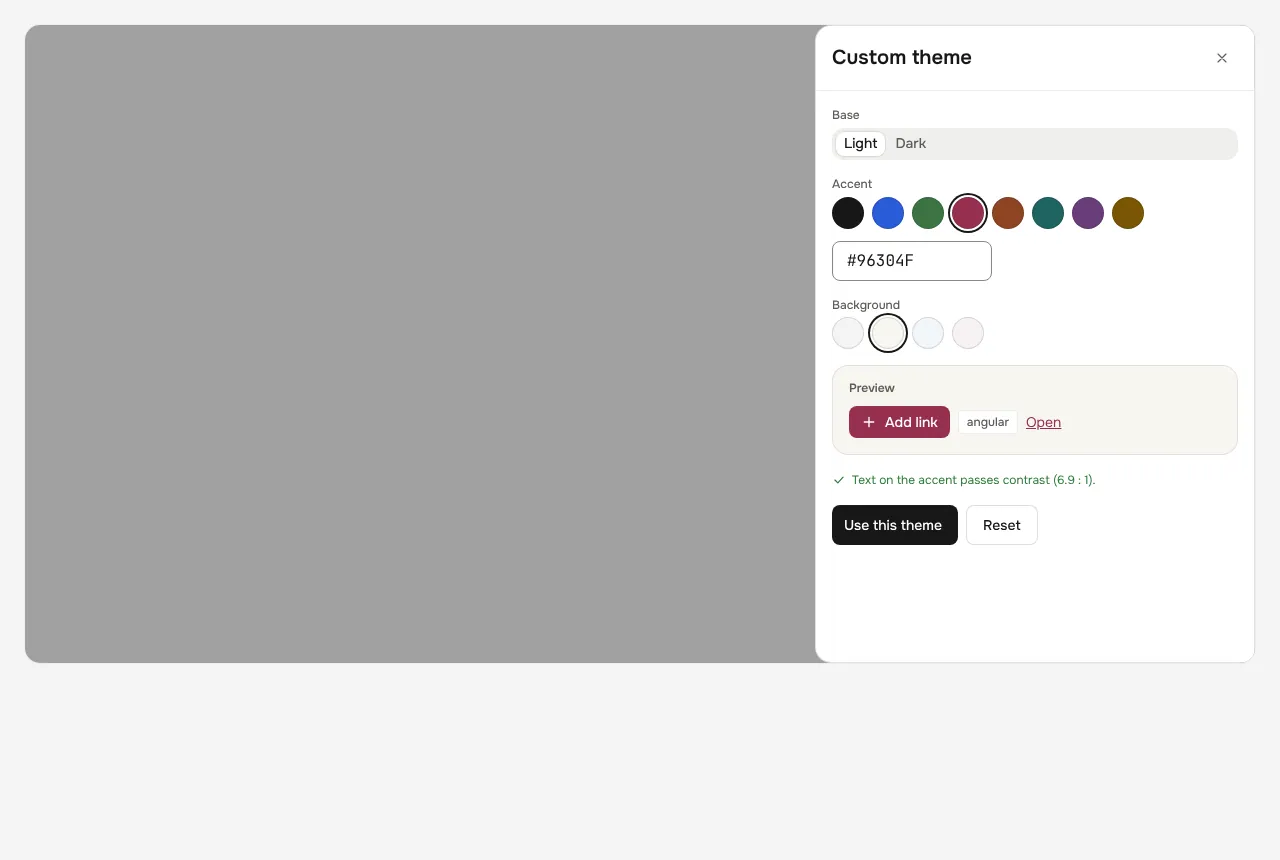 Custom theme
Base
Light Dark
Accent
#96304F
Background
Preview
Add link angular Open
Text on the accent passes contrast (6.9 : 1).
Use this theme Reset